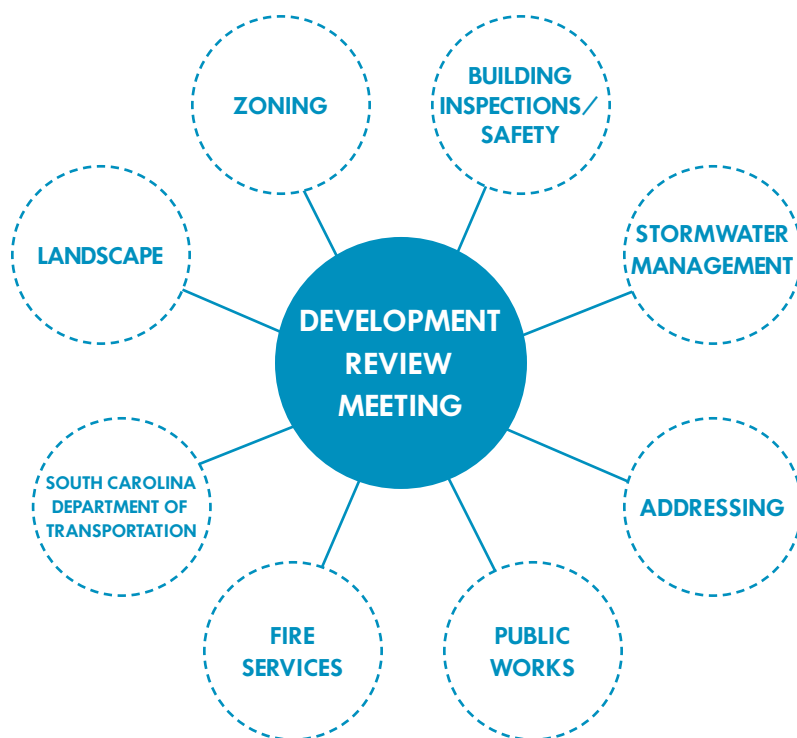 ZONING
BUILDING
INSPECTIONS/
SAFETY
LANDSCAPE
STORMWATER
MANAGEMENT
DEVELOPMENT
REVIEW
MEETING
SOUTH CAROLINA
DEPARTMENT OF
TRANSPORTATION
ADDRESSING
FIRE
SERVICES
PUBLIC
WORKS